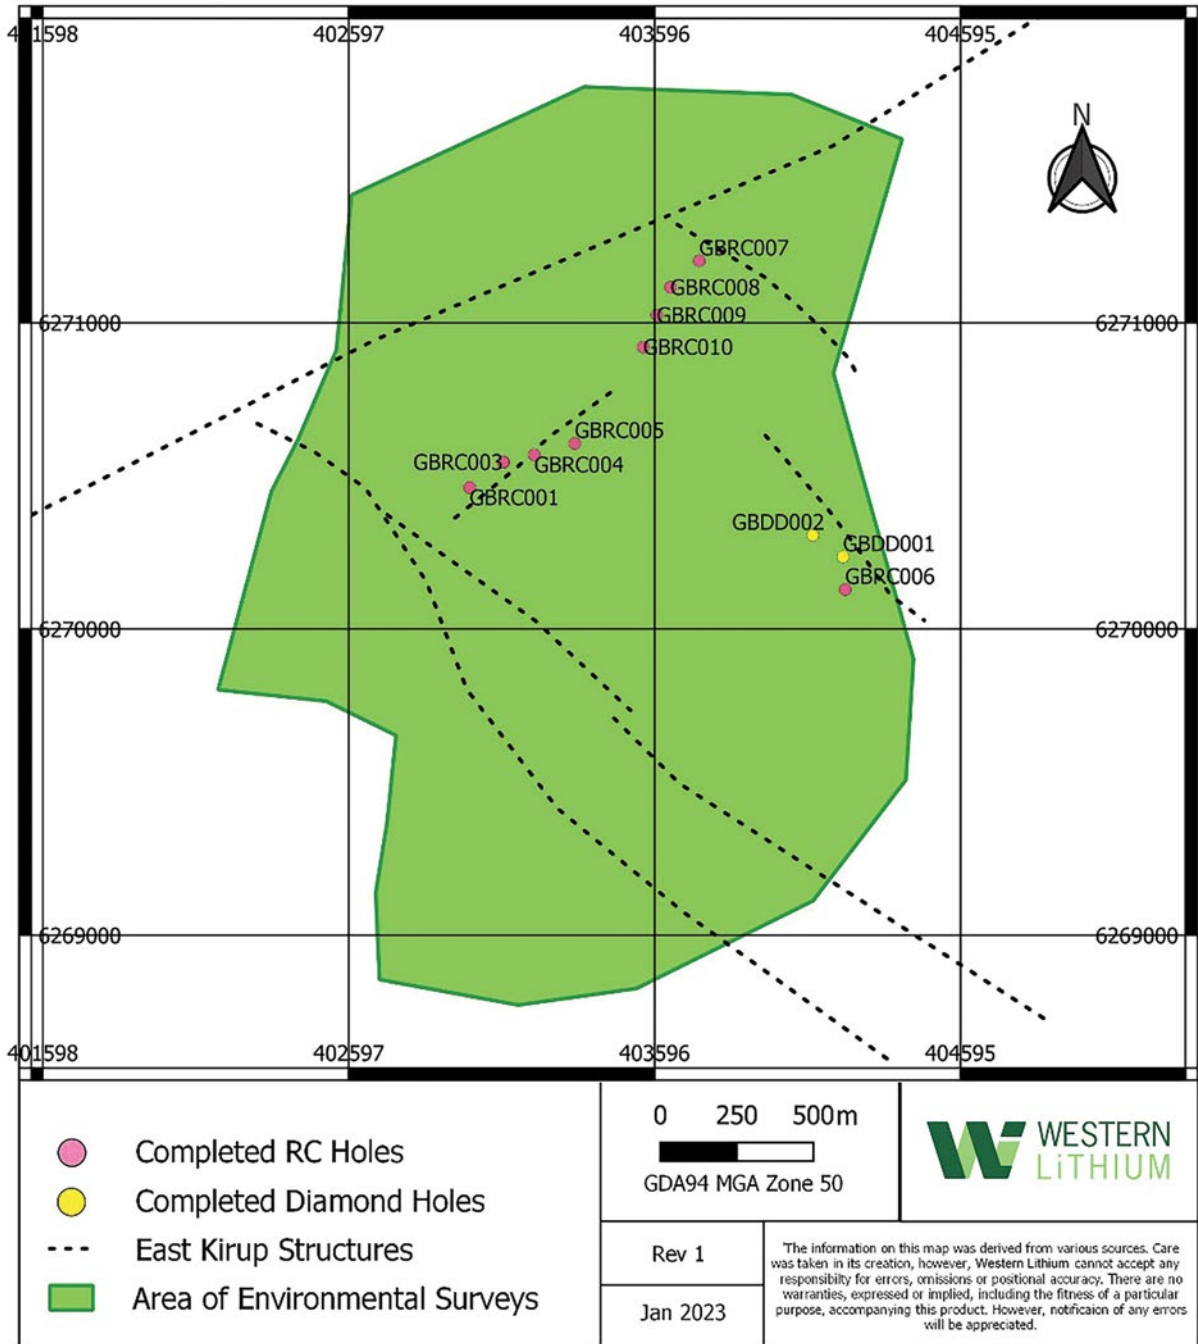 401598 402597 403596 404595
N
GBRC007
GBRC008
6271000 GBRC009 6271000
GBRC010
GBRC005
GBRC003 GBRC004
GBRC001
GBDD002
GBDD001
GBRC006
6270000 6270000
6269000 6269000
401598 402597 403596 404595
Completed RC Holes
Completed Diamond Holes
East Kirup Structures
Area of Environmental Surveys
0 250 500m
GDA94 MGA Zone 50
Rev 1
Jan 2023
WESTERN
LiTHIUM
'The information on this map was derived from various sources. Care
was taken in its creation, however, Western Lithium cannot accept any
responsibilty for errors, omissions or positional accuracy. There are no
warranties, expressed or implied, including the fitness of a particular
purpose, accompanying this product. However, notificaion of any errors
will be appreciated.